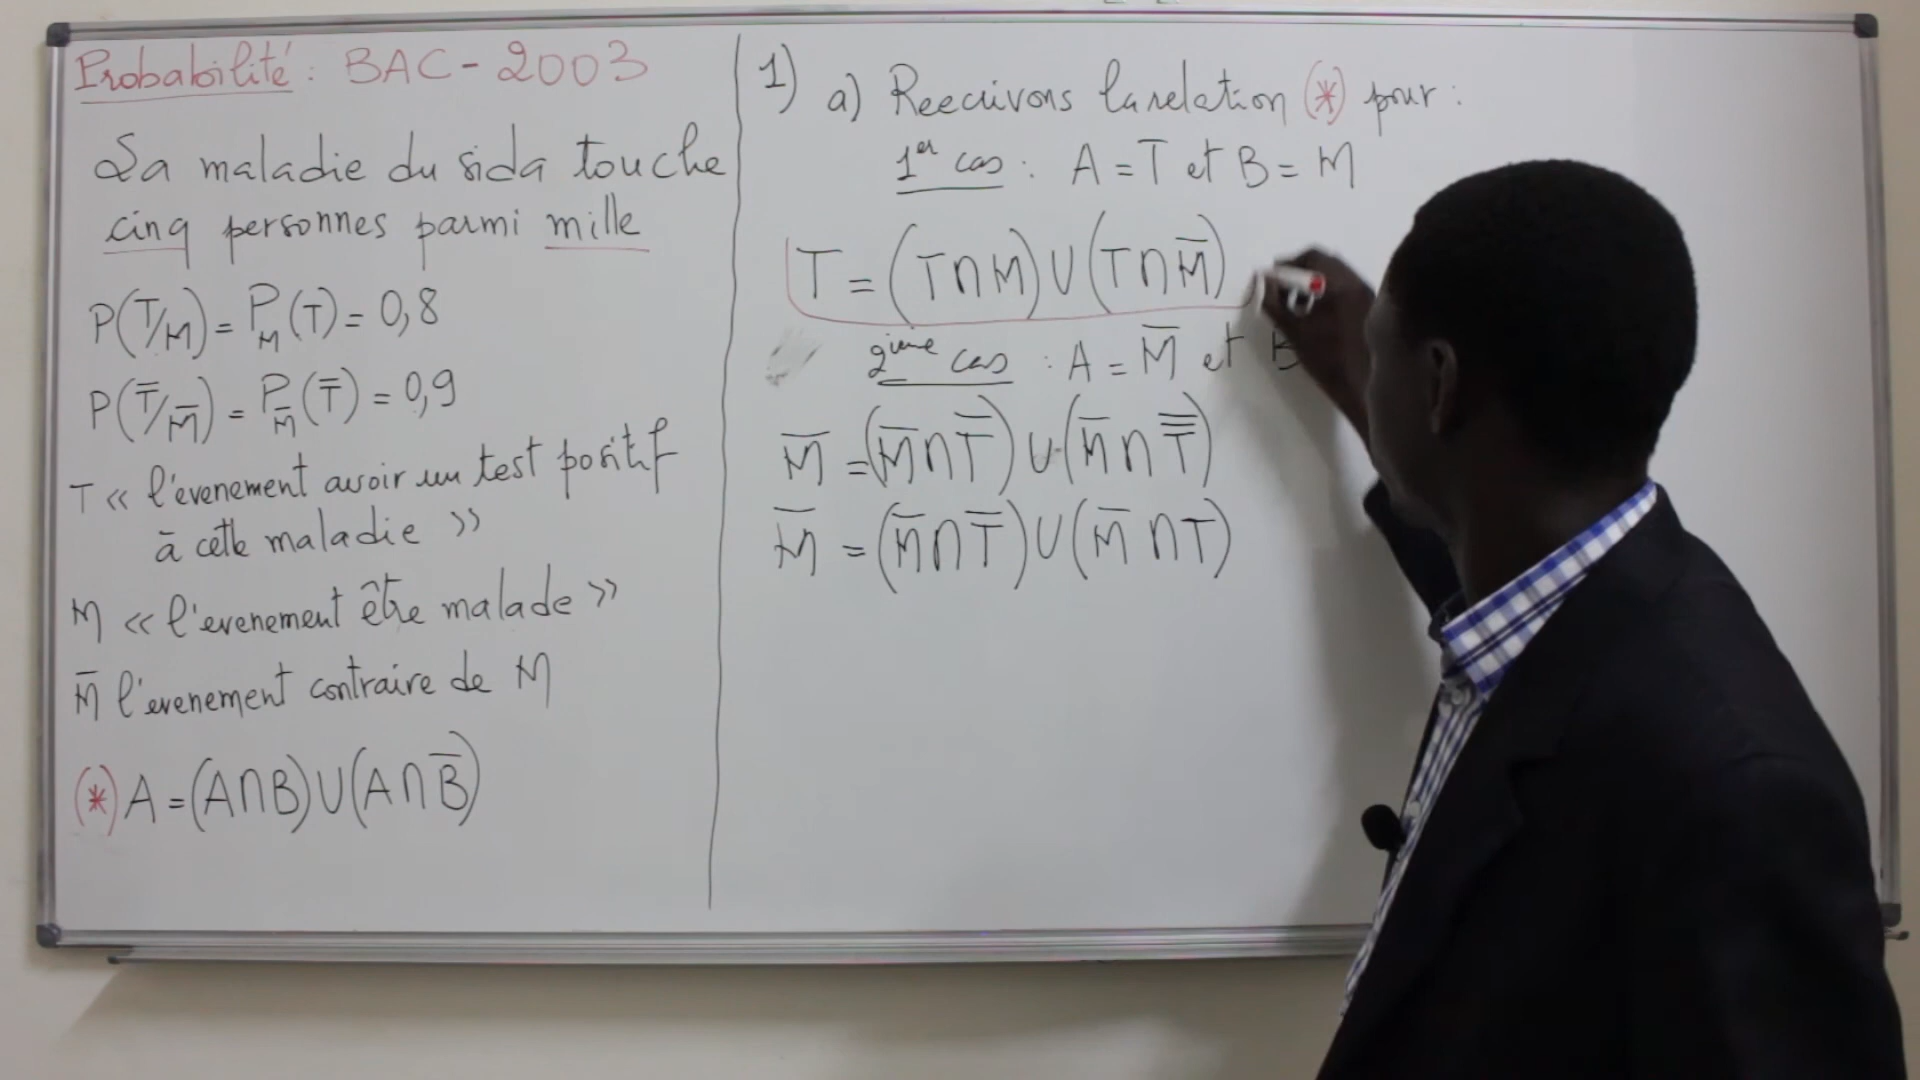 Probabilité : BAC - 2003
La maladie du sida touche
cinq personnes parmi mille
P(T/M) = P_M(T) = 0,8
P(T̅/M̅) = P_M̅(T̅) = 0,9
T << l'évenement avoir un test positif
à cette maladie >>
M << l'evenement être malade >>
M̅ l'evenement contraire de M
(*) A = (A∩B)∪(A∩B̅)
1) a) Reecrivons la relation (*) pour :
1er cas : A = T et B = M
T = (T∩M)∪(T∩M̅)
2ième cas : A = M̅ et B
M̅ = (M̅∩T̅)∪(M̅∩T̿)
M̅ = (M̅∩T̅)∪(M̅∩T)